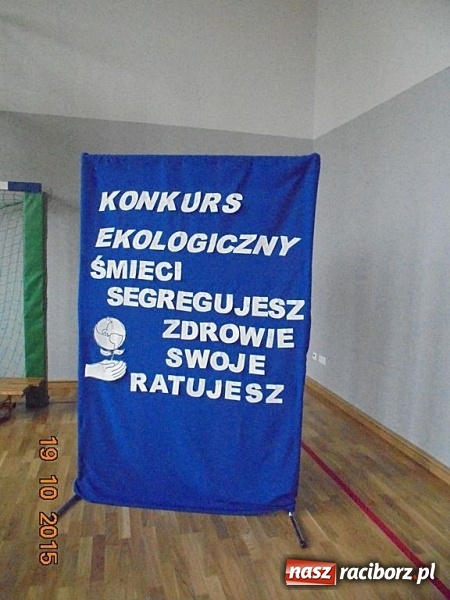 KONKURS
EKOLOGICZNY
ŚMIECI
SEGREGUJESZ
ZDROWIE
SWOJE
RATUJESZ
19 10 2015
nasz raciborz.pl